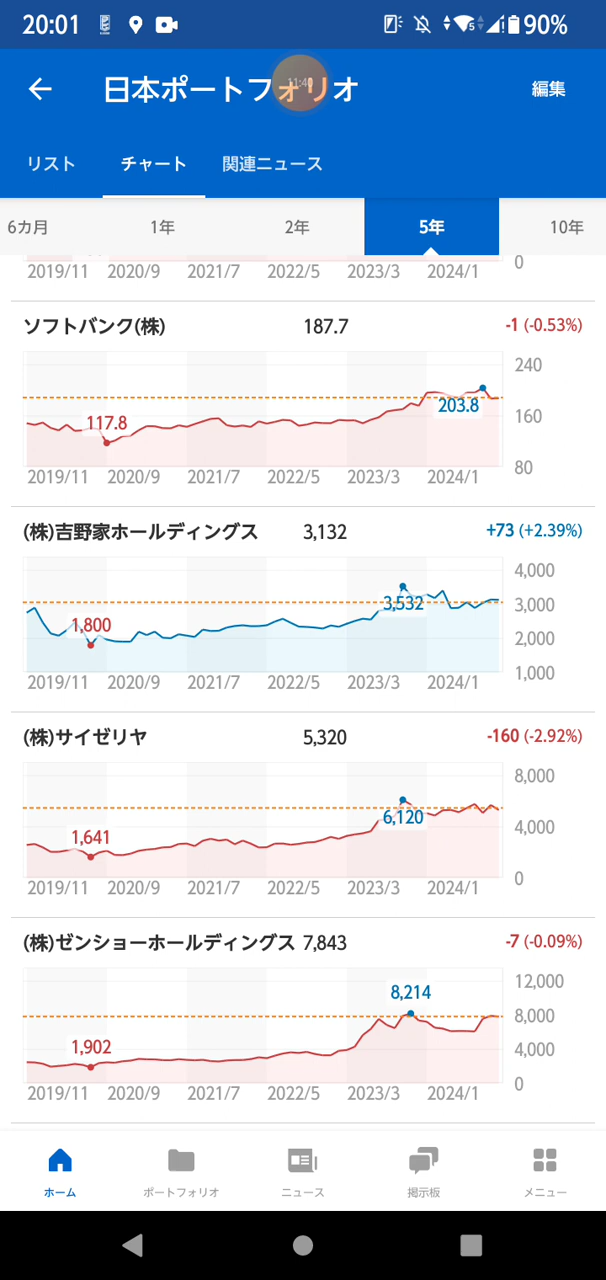 20:01
5
90%
日本ポートフォリオ
11:40
編集
リスト
チャート
関連ニュース
6カ月
1年
2年
5年
10年
0
2019/11 2020/9 2021/7 2022/5 2023/3 2024/1
ソフトバンク(株) 187.7 -1 (-0.53%)
240
203.8
160
117.8
80
2019/11 2020/9 2021/7 2022/5 2023/3 2024/1
(株)吉野家ホールディングス 3,132 +73 (+2.39%)
4,000
3,532
3,000
1,800
2,000
1,000
2019/11 2020/9 2021/7 2022/5 2023/3 2024/1
(株)サイゼリヤ 5,320 -160 (-2.92%)
8,000
6,120
4,000
1,641
0
2019/11 2020/9 2021/7 2022/5 2023/3 2024/1
(株)ゼンショーホールディングス 7,843 -7 (-0.09%)
12,000
8,214
8,000
1,902
4,000
0
2019/11 2020/9 2021/7 2022/5 2023/3 2024/1
ホーム
ポートフォリオ
ニュース
掲示板
メニュー